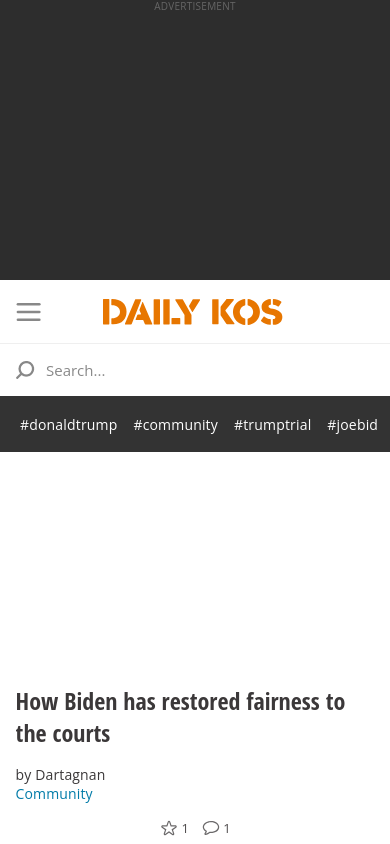 ADVERTISEMENT
DAILY KOS
Search...
#donaldtrump #community #trumptrial #joebid
How Biden has restored fairness to
the courts
by Dartagnan
Community
1 1